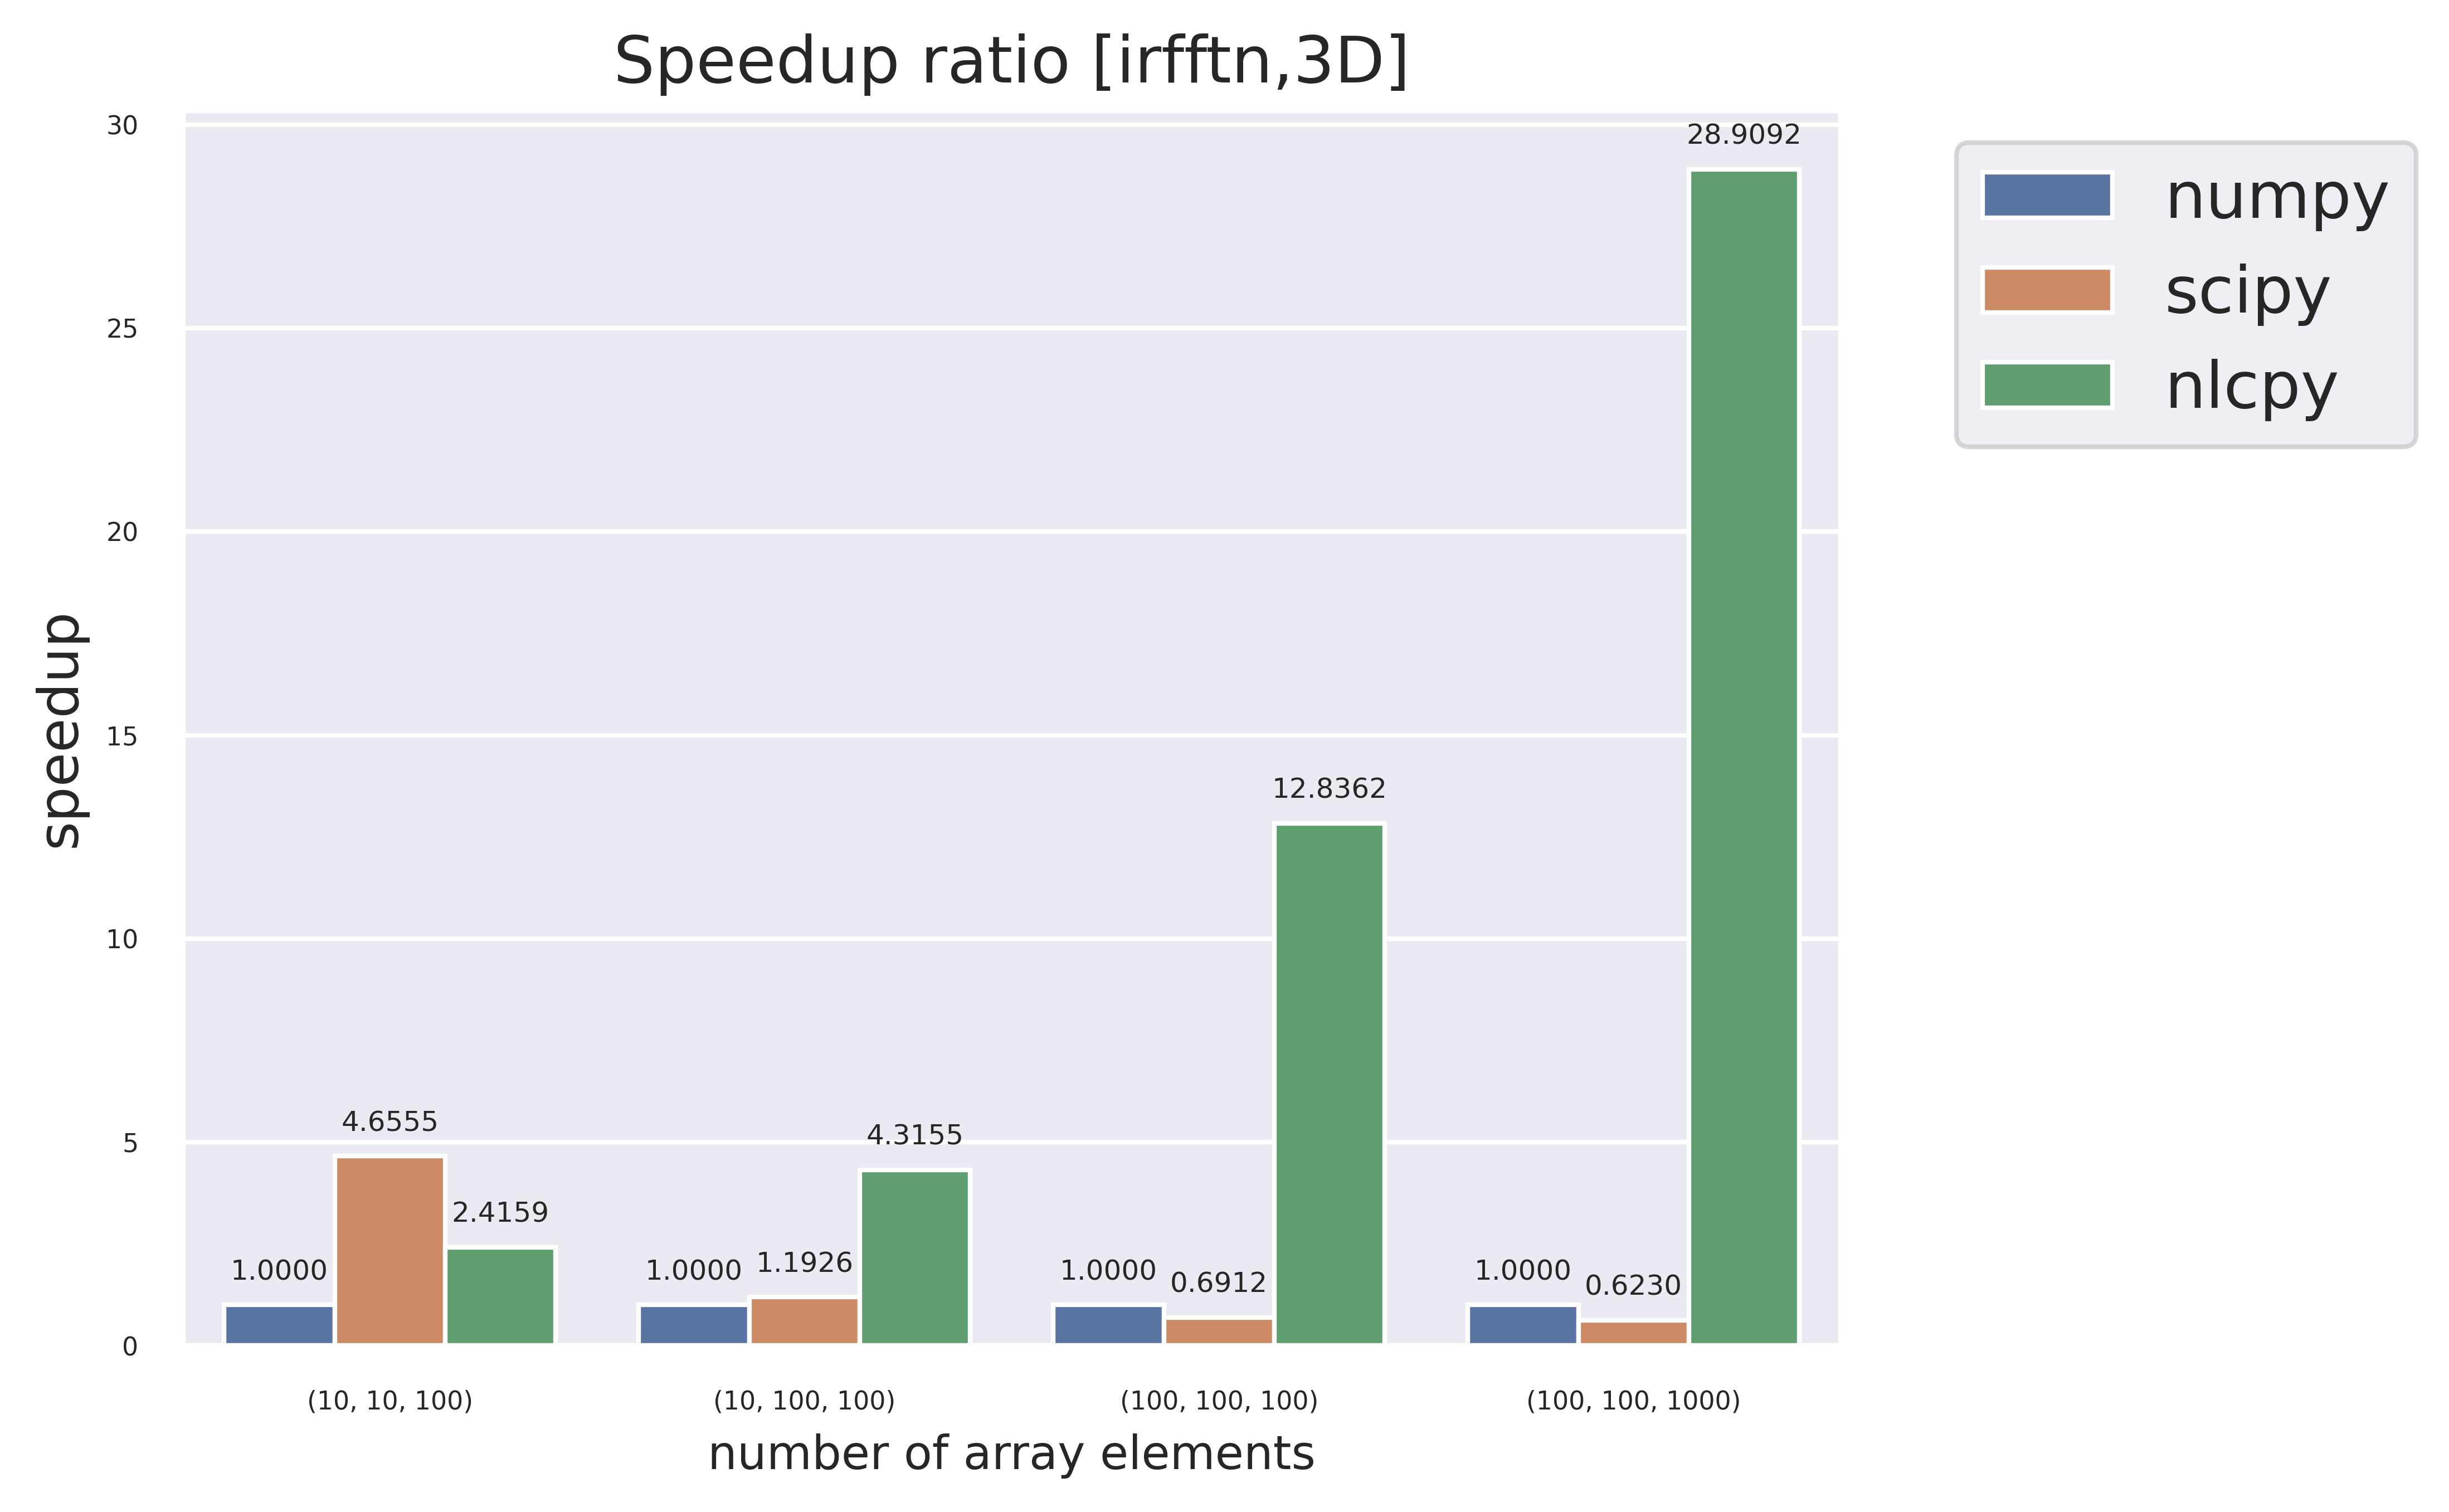 Speedup ratio [irfftn,3D]
30
25
20
15
10
5
0
speedup
1.0000
4.6555
2.4159
1.0000
1.1926
4.3155
1.0000
0.6912
12.8362
1.0000
0.6230
28.9092
(10, 10, 100)
(10, 100, 100)
(100, 100, 100)
(100, 100, 1000)
number of array elements
numpy
scipy
nlcpy